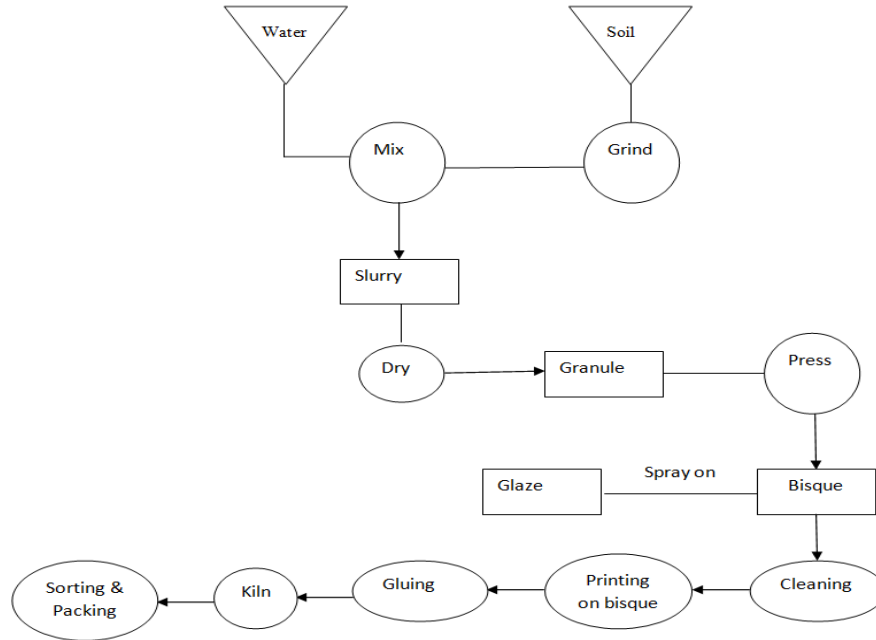 Water
Soil
Mix
Grind
Slurry
Dry
Granule
Press
Glaze
Spray on
Bisque
Sorting &
Packing
Kiln
Gluing
Printing
on bisque
Cleaning